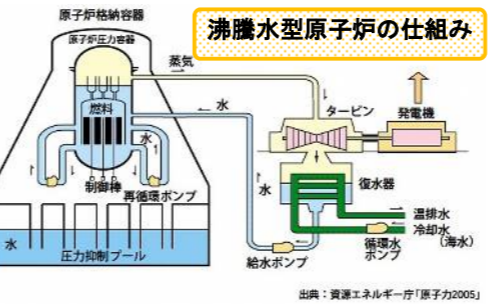 沸騰水型原子炉の仕組み
原子炉格納容器
原子炉圧力容器
蒸気
燃料
水
水
タービン
発電機
制御棒
再循環ポンプ
水
復水器
温排水
冷却水
（海水）
循環水
ポンプ
給水ポンプ
水
圧力抑制プール
出典：資源エネルギー庁「原子力2005」